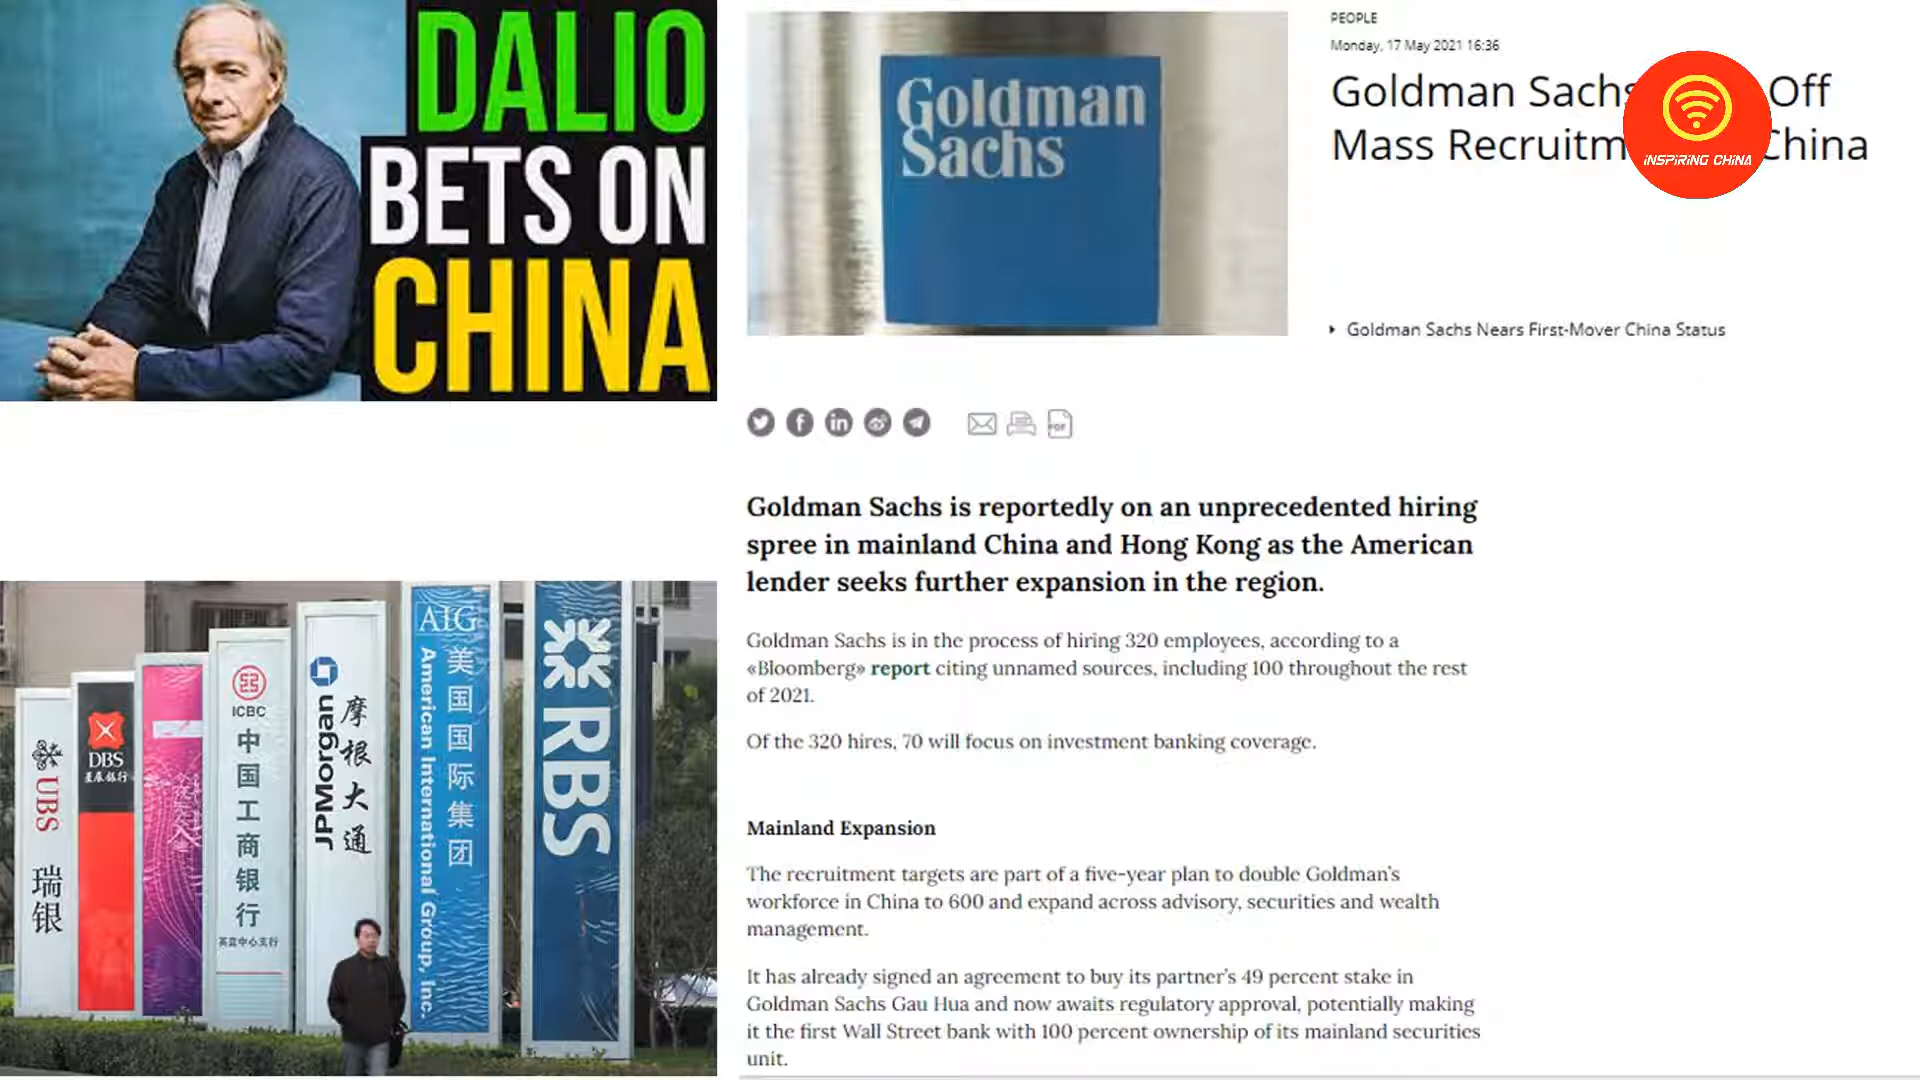 DALIO
BETS ON
CHINA
Goldman
Sachs
PEOPLE
Monday, 17 May 2021 16:36
Goldman Sachs Off
Mass Recruitm China
INSPIRING CHINA
Goldman Sachs Nears First-Mover China Status
PDF
Goldman Sachs is reportedly on an unprecedented hiring
spree in mainland China and Hong Kong as the American
lender seeks further expansion in the region.
Goldman Sachs is in the process of hiring 320 employees, according to a
«Bloomberg» report citing unnamed sources, including 100 throughout the rest
of 2021.
Of the 320 hires, 70 will focus on investment banking coverage.
Mainland Expansion
The recruitment targets are part of a five-year plan to double Goldman's
workforce in China to 600 and expand across advisory, securities and wealth
management.
It has already signed an agreement to buy its partner's 49 percent stake in
Goldman Sachs Gau Hua and now awaits regulatory approval, potentially making
it the first Wall Street bank with 100 percent ownership of its mainland securities
unit.
UBS
瑞银
DBS
星展银行
ICBC
中国工商银行
JPMorgan
摩根大通
AIG
美国国际集团
American International Group, Inc.
RBS